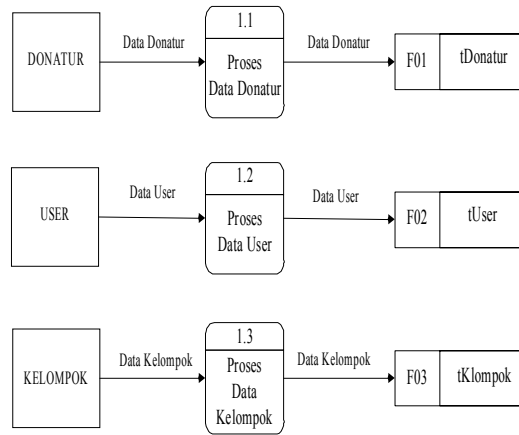 1.1
Data Donatur
Data Donatur
DONATUR
Proses
Data Donatur
F01
tDonatur
1.2
Data User
Data User
USER
Proses
Data User
F02
tUser
1.3
Data Kelompok
Data Kelompok
KELOMPOK
Proses
Data
Kelompok
F03
tKlompok